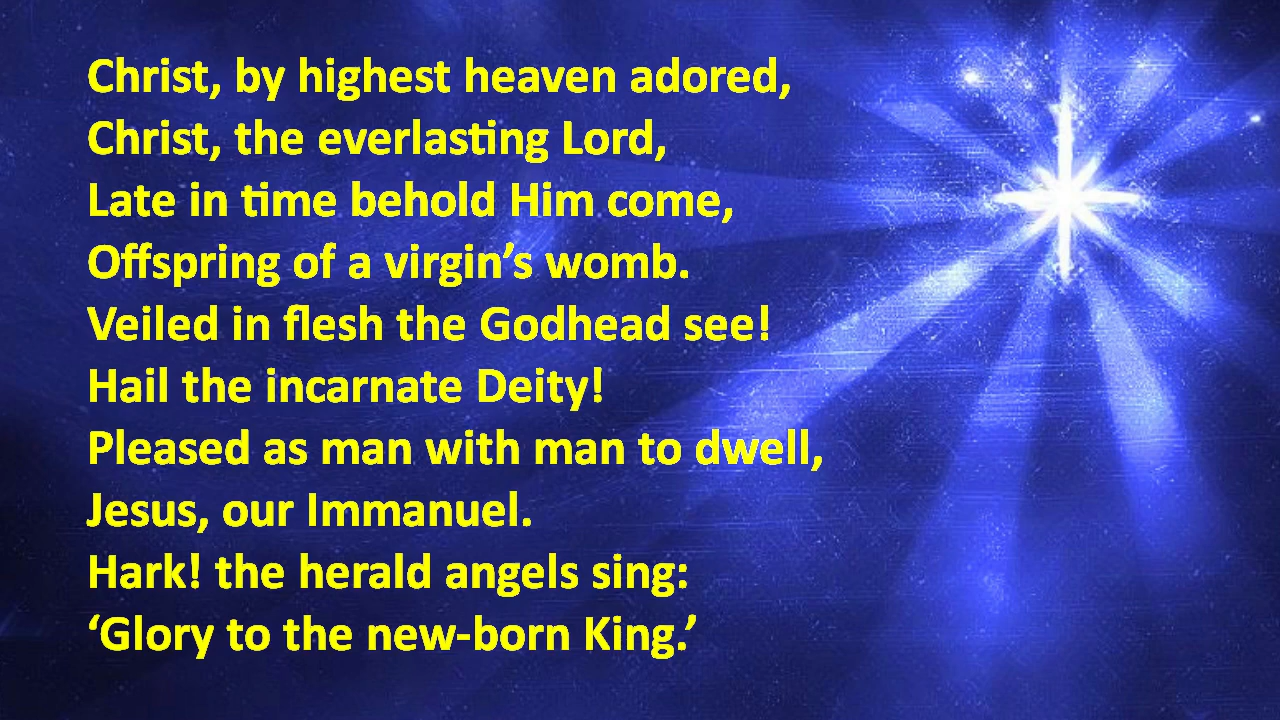 Christ, by highest heaven adored,
Christ, the everlasting Lord,
Late in time behold Him come,
Offspring of a virgin’s womb.
Veiled in flesh the Godhead see!
Hail the incarnate Deity!
Pleased as man with man to dwell,
Jesus, our Immanuel.
Hark! the herald angels sing:
‘Glory to the new-born King.’